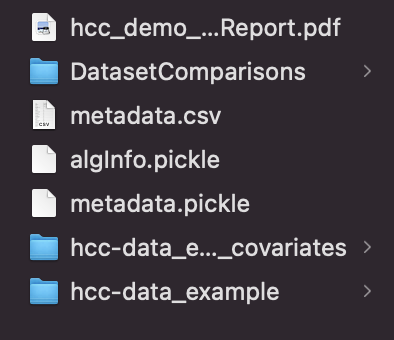 hcc_demo_...Report.pdf
DatasetComparisons
metadata.csv
algInfo.pickle
metadata.pickle
hcc-data_e..._covariates
hcc-data_example